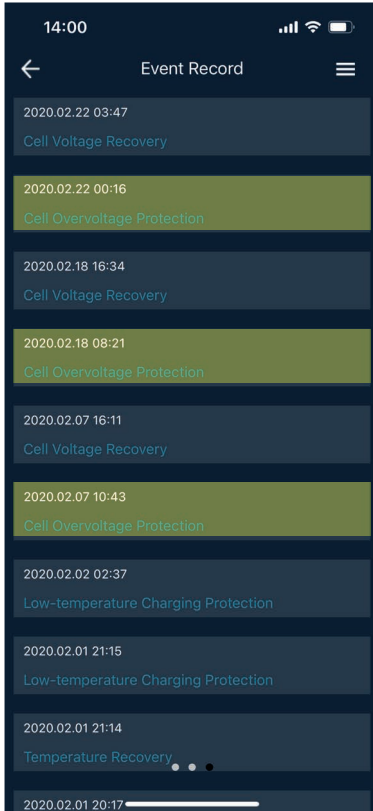 14:00
Event Record
2020.02.22 03:47
Cell Voltage Recovery
2020.02.22 00:16
Cell Overvoltage Protection
2020.02.18 16:34
Cell Voltage Recovery
2020.02.18 08:21
Cell Overvoltage Protection
2020.02.07 16:11
Cell Voltage Recovery
2020.02.07 10:43
Cell Overvoltage Protection
2020.02.02 02:37
Low-temperature Charging Protection
2020.02.01 21:15
Low-temperature Charging Protection
2020.02.01 21:14
Temperature Recovery
2020.02.01 20:17